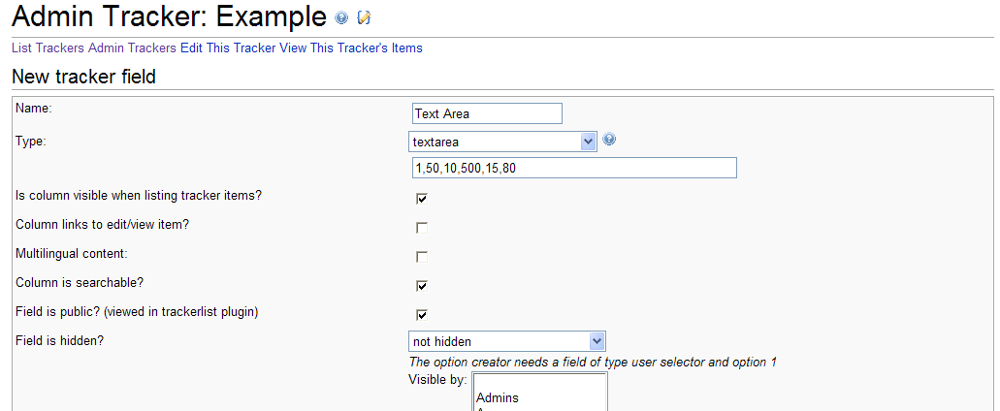 Admin Tracker: Example
List Trackers Admin Trackers Edit This Tracker View This Tracker's Items
New tracker field
Name: Text Area
Type: textarea
1,50,10,500,15,80
Is column visible when listing tracker items?
Column links to edit/view item?
Multilingual content:
Column is searchable?
Field is public? (viewed in trackerlist plugin)
Field is hidden? not hidden
The option creator needs a field of type user selector and option 1
Visible by:
Admins